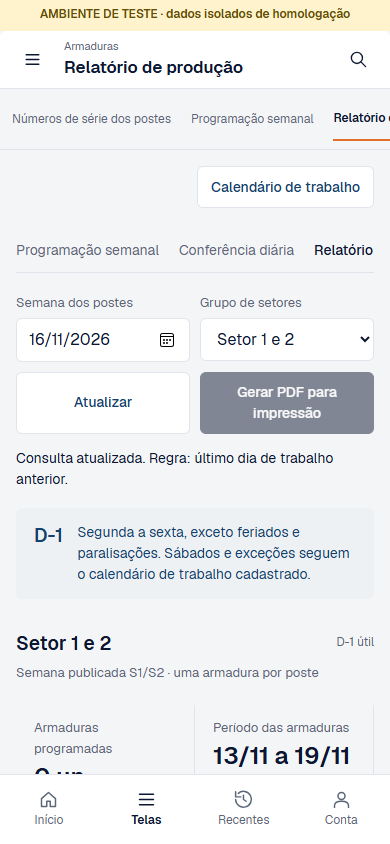 AMBIENTE DE TESTE · dados isolados de homologação
Armaduras
Relatório de produção
Números de série dos postes Programação semanal Relatório
Calendário de trabalho
Programação semanal Conferência diária Relatório
Semana dos postes Grupo de setores
16/11/2026 Setor 1 e 2
Atualizar
Gerar PDF para
impressão
Consulta atualizada. Regra: último dia de trabalho
anterior.
D-1
Segunda a sexta, exceto feriados e
paralisações. Sábados e exceções seguem
o calendário de trabalho cadastrado.
Setor 1 e 2 D-1 útil
Semana publicada S1/S2 · uma armadura por poste
Armaduras
programadas
Período das armaduras
13/11 a 19/11
Início Telas Recentes Conta